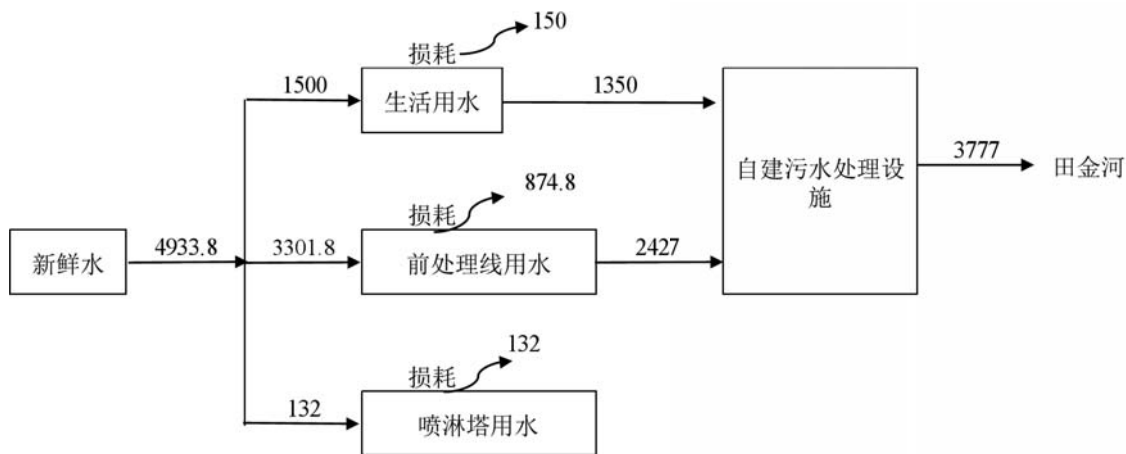 150
损耗
1500
生活用水
1350
自建污水处理设
施
3777
田金河
874.8
损耗
新鲜水
4933.8
3301.8
前处理线用水
2427
132
损耗
132
喷淋塔用水